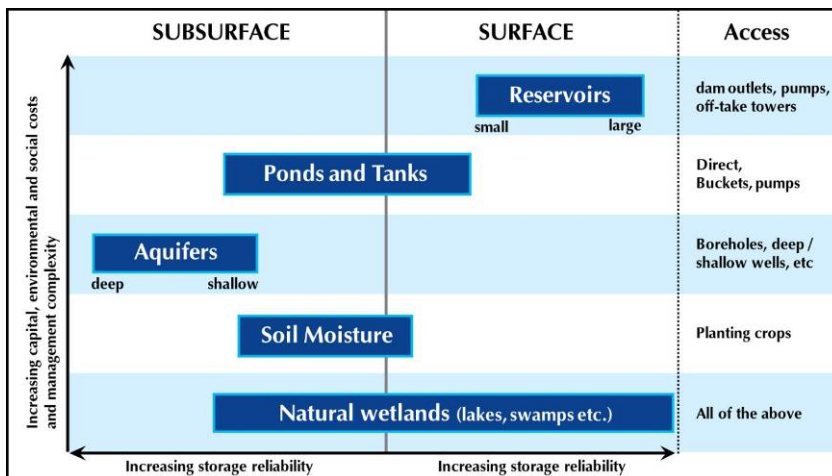 SUBSURFACE
SURFACE
Access
Increasing capital, environmental and social costs
and management complexity
Reservoirs
small
large
dam outlets, pumps,
off-take towers
Ponds and Tanks
Direct,
Buckets, pumps
Aquifers
deep
shallow
Boreholes, deep /
shallow wells, etc
Soil Moisture
Planting crops
Natural wetlands (lakes, swamps etc.)
All of the above
Increasing storage reliability
Increasing storage reliability